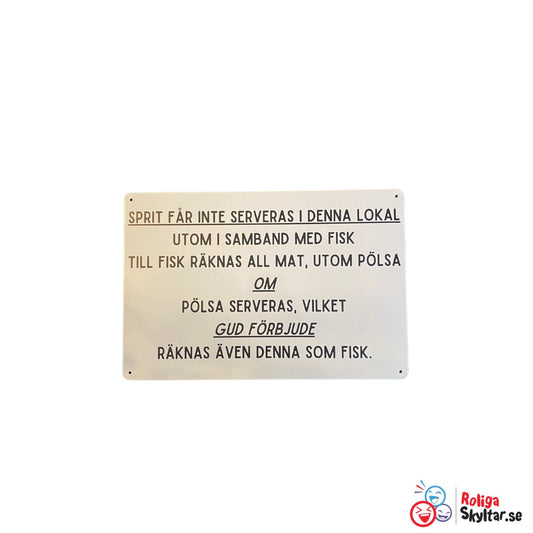 SPRIT FÅR INTE SERVERAS I DENNA LOKAL
UTOM I SAMBAND MED FISK
TILL FISK RÄKNAS ALL MAT, UTOM PÖLSA
OM
PÖLSA SERVERAS, VILKET
GUD FÖRBJUDE
RÄKNAS ÄVEN DENNA SOM FISK.
Roliga
Skyltar.se